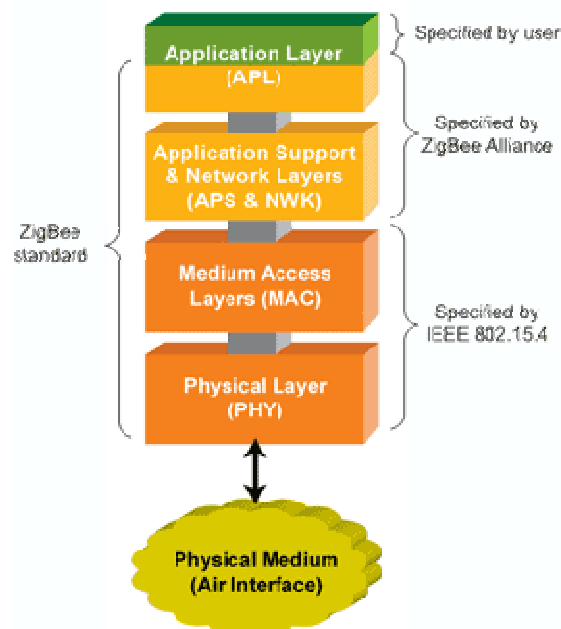 Specified by user
Application Layer
(APL)
Specified by
ZigBee Alliance
Application Support
& Network Layers
(APS & NWK)
ZigBee
standard
Medium Access
Layers (MAC)
Specified by
IEEE 802.15.4
Physical Layer
(PHY)
Physical Medium
(Air Interface)